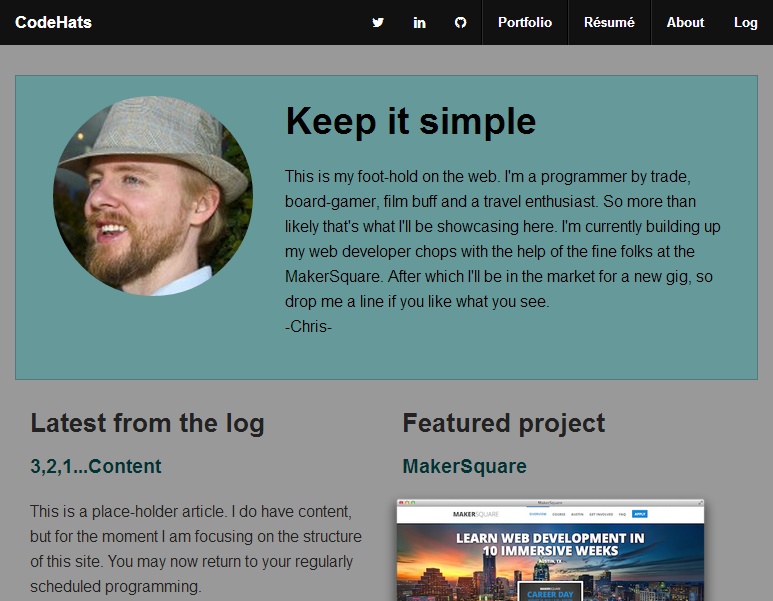 CodeHats
Portfolio
Résumé
About
Log
Keep it simple
This is my foot-hold on the web. I'm a programmer by trade,
board-gamer, film buff and a travel enthusiast. So more than
likely that's what I'll be showcasing here. I'm currently building up
my web developer chops with the help of the fine folks at the
MakerSquare. After which I'll be in the market for a new gig, so
drop me a line if you like what you see.
-Chris-
Latest from the log
3,2,1...Content
This is a place-holder article. I do have content,
but for the moment I am focusing on the structure
of this site. You may now return to your regularly
scheduled programming.
Featured project
MakerSquare
MakerSquare
MAKERSQUARE
OVERVIEW COURSE AUSTIN GET INVOLVED FAQ APPLY
LEARN WEB DEVELOPMENT IN
10 IMMERSIVE WEEKS
AUSTIN, TX
CAREER DAY